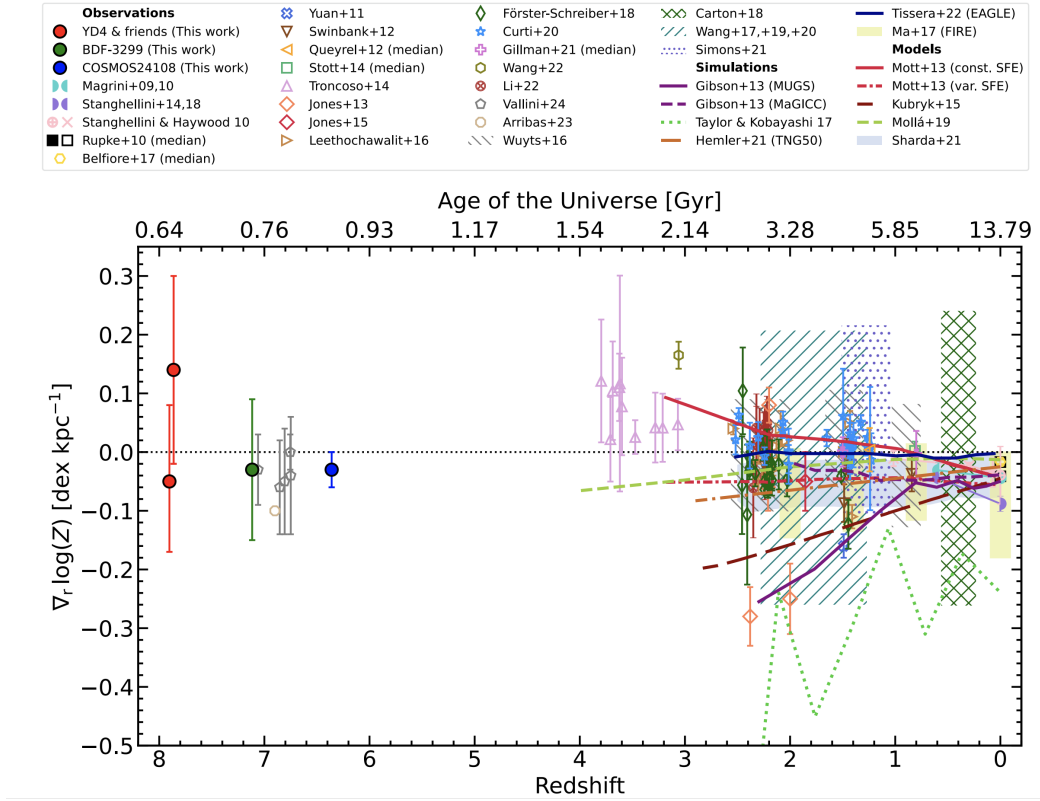 Observations
YD4 & friends (This work)
BDF-3299 (This work)
COSMOS24108 (This work)
Magrini+09,10
Stanghellini+14,18
Stanghellini & Haywood 10
Rupke+10 (median)
Belfiore+17 (median)
Yuan+11
Swinbank+12
Queyrel+12 (median)
Stott+14 (median)
Troncoso+14
Jones+13
Jones+15
Leethochawalit+16
Förster-Schreiber+18
Curti+20
Gillman+21 (median)
Wang+22
Li+22
Vallini+24
Arribas+23
Wuyts+16
Carton+18
Wang+17,+19,+20
Simons+21
Simulations
Gibson+13 (MUGS)
Gibson+13 (MaGICC)
Taylor & Kobayashi 17
Hemler+21 (TNG50)
Tissera+22 (EAGLE)
Ma+17 (FIRE)
Models
Mott+13 (const. SFE)
Mott+13 (var. SFE)
Kubryk+15
Mollá+19
Sharda+21
Age of the Universe [Gyr]
0.64 0.76 0.93 1.17 1.54 2.14 3.28 5.85 13.79
∇r log(Z) [dex kpc⁻¹]
0.3
0.2
0.1
0.0
−0.1
−0.2
−0.3
−0.4
−0.5
8 7 6 5 4 3 2 1 0
Redshift